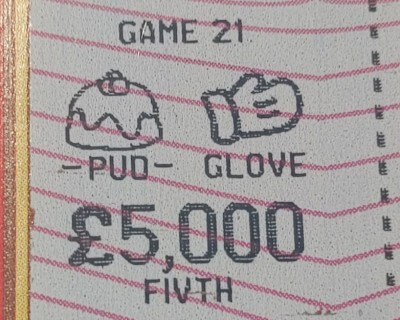 GAME 21
-PUD- GLOVE
£5,000
FIVTH